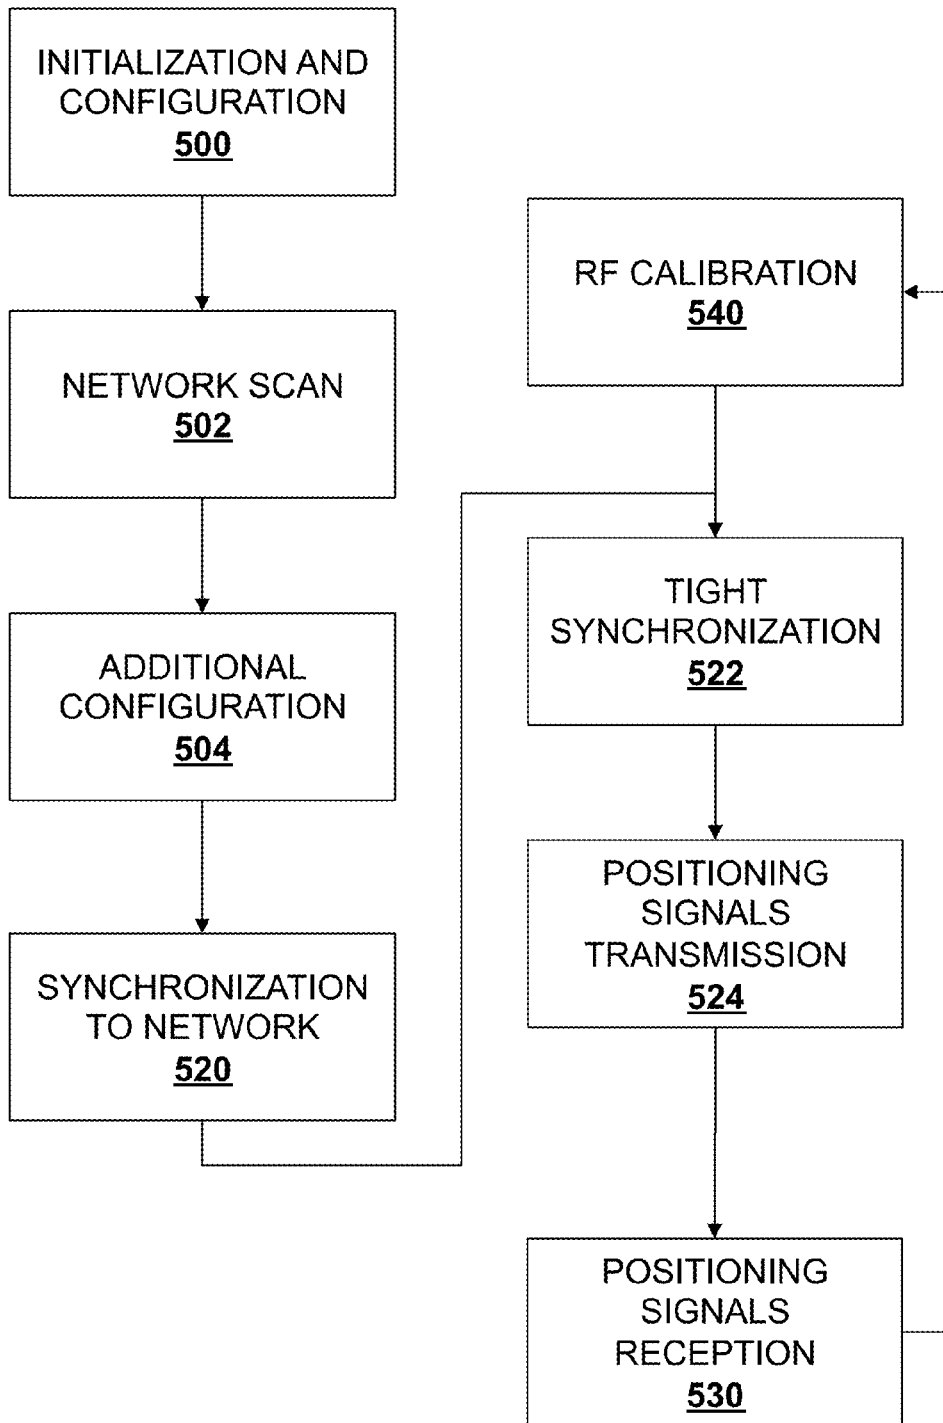 INITIALIZATION AND
CONFIGURATION
500
NETWORK SCAN
502
ADDITIONAL
CONFIGURATION
504
SYNCHRONIZATION
TO NETWORK
520
RF CALIBRATION
540
TIGHT
SYNCHRONIZATION
522
POSITIONING
SIGNALS
TRANSMISSION
524
POSITIONING
SIGNALS
RECEPTION
530